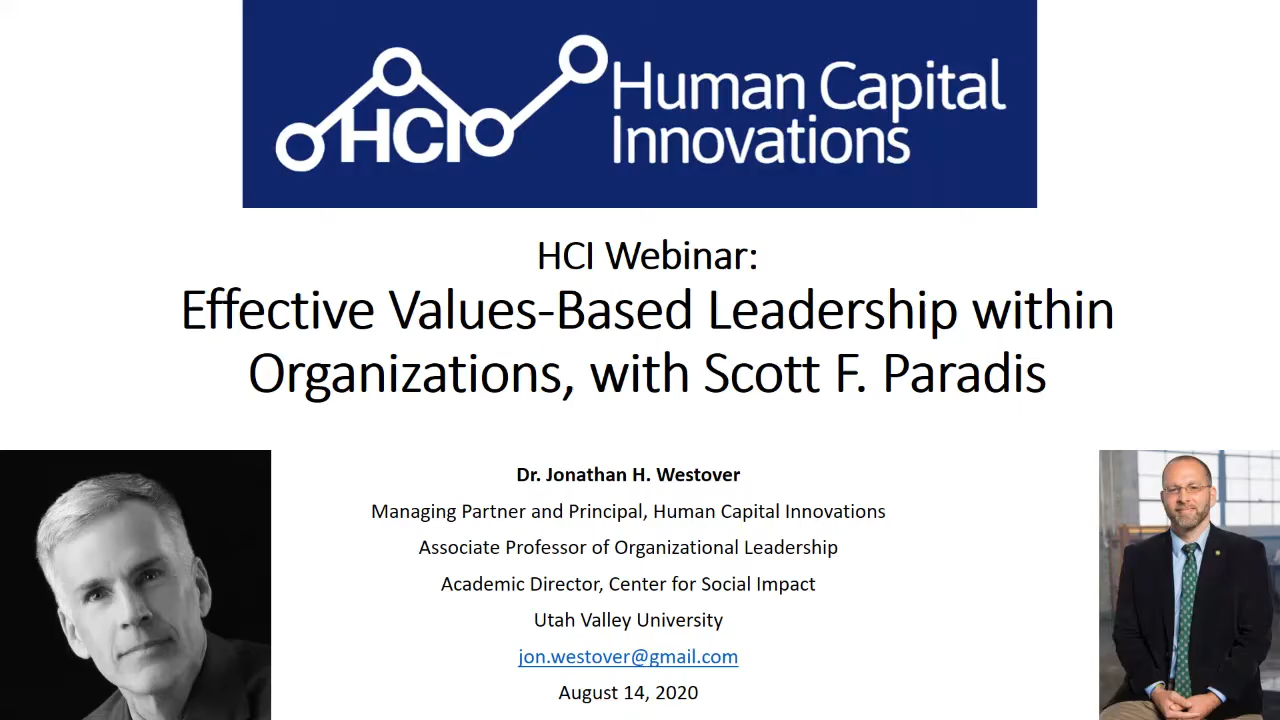 HCI
Human Capital
Innovations
HCI Webinar:
Effective Values-Based Leadership within
Organizations, with Scott F. Paradis
Dr. Jonathan H. Westover
Managing Partner and Principal, Human Capital Innovations
Associate Professor of Organizational Leadership
Academic Director, Center for Social Impact
Utah Valley University
jon.westover@gmail.com
August 14, 2020